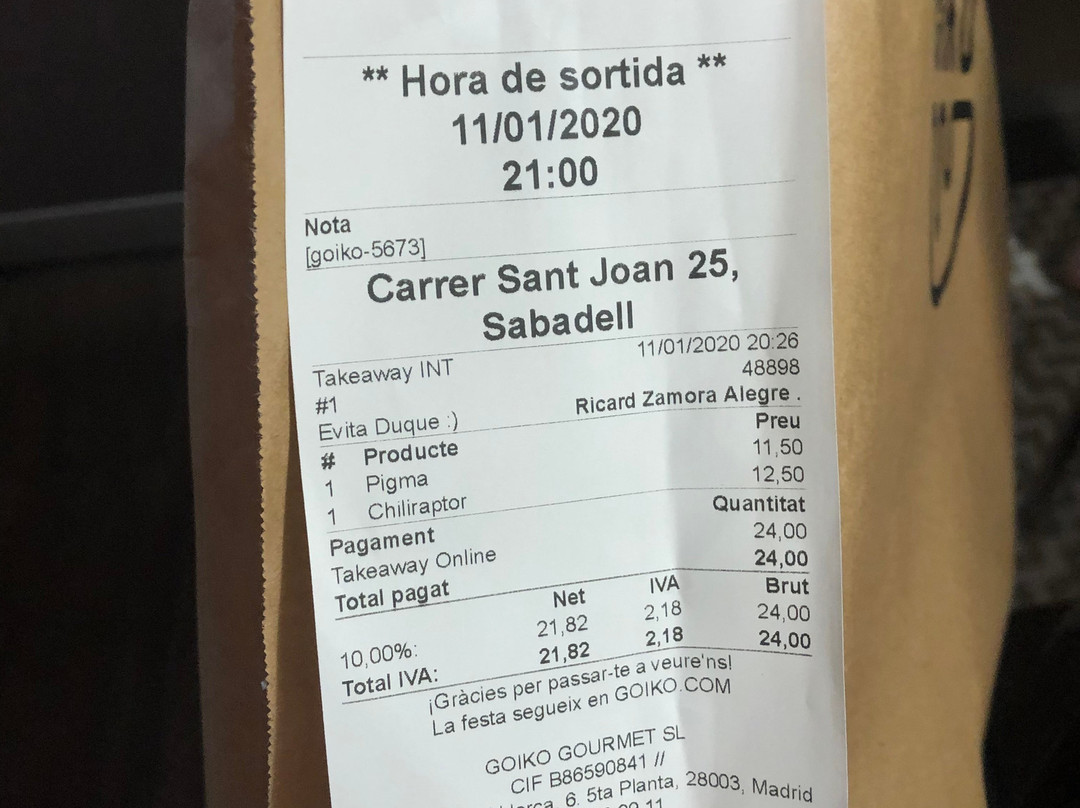 ** Hora de sortida **
11/01/2020
21:00
Nota
[goiko-5673]
Carrer Sant Joan 25,
Sabadell
Takeaway INT 11/01/2020 20:26
#1 48898
Evita Duque :) Ricard Zamora Alegre .
# Producte Preu
1 Pigma 11,50
1 Chiliraptor 12,50
Pagament Quantitat
Takeaway Online 24,00
Total pagat 24,00
Net IVA Brut
10,00%: 21,82 2,18 24,00
Total IVA: 21,82 2,18 24,00
¡Gràcies per passar-te a veure'ns!
La festa segueix en GOIKO.COM
GOIKO GOURMET SL
CIF B86590841 //
6. 5ta Planta, 28003, Madrid